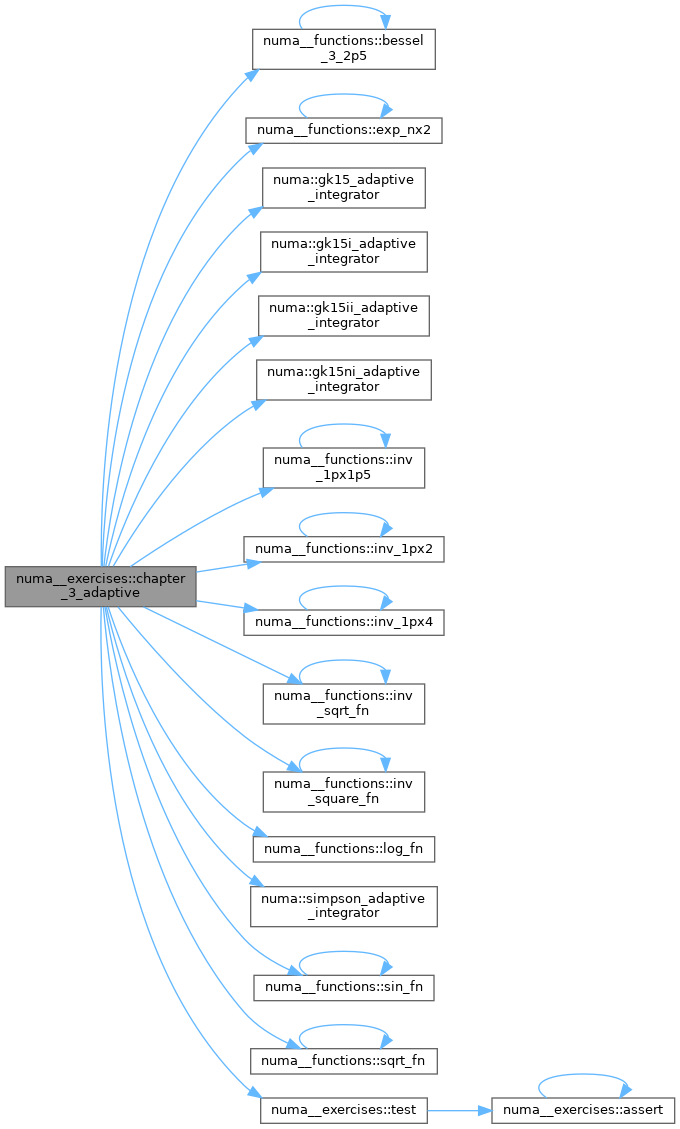 numa__functions::bessel
_3_2p5
numa__functions::exp_nx2
numa::gk15_adaptive
_integrator
numa::gk15i_adaptive
_integrator
numa::gk15ii_adaptive
_integrator
numa::gk15ni_adaptive
_integrator
numa__functions::inv
_1px1p5
numa__functions::inv_1px2
numa__exercises::chapter
_3_adaptive
numa__functions::inv_1px4
numa__functions::inv
_sqrt_fn
numa__functions::inv
_square_fn
numa__functions::log_fn
numa::simpson_adaptive
_integrator
numa__functions::sin_fn
numa__functions::sqrt_fn
numa__exercises::test
numa__exercises::assert